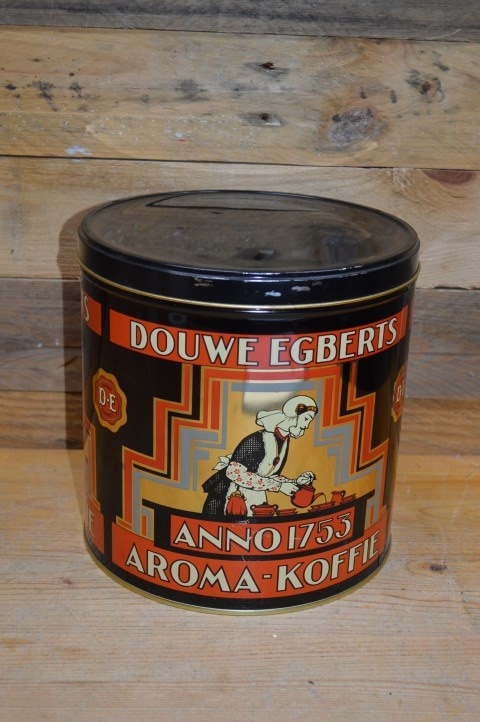 DOUWE EGBERTS
D·E
ANNO 1753
AROMA-KOFFIE